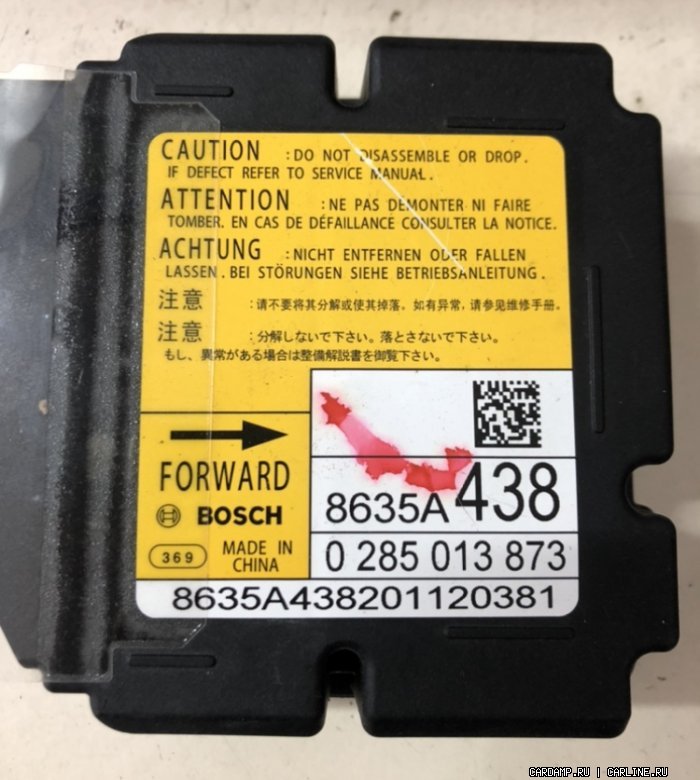 CAUTION :DO NOT DISASSEMBLE OR DROP.
IF DEFECT REFER TO SERVICE MANUAL.
ATTENTION :NE PAS DEMONTER NI FAIRE
TOMBER. EN CAS DE DÉFAILLANCE CONSULTER LA NOTICE.
ACHTUNG :NICHT ENTFERNEN ODER FALLEN
LASSEN. BEI STÖRUNGEN SIEHE BETRIEBSANLEITUNG.
注意 :请不要将其分解或使其掉落。如有异常,请参见维修手册.
注意 :分解しないで下さい。落とさないで下さい。
もし、異常がある場合は整備解説書を御覧下さい。
FORWARD
BOSCH
369 MADE IN
CHINA
8635A438
0 285 013 873
8635A438201120381
CARDAMP.RU | CARLINE.RU